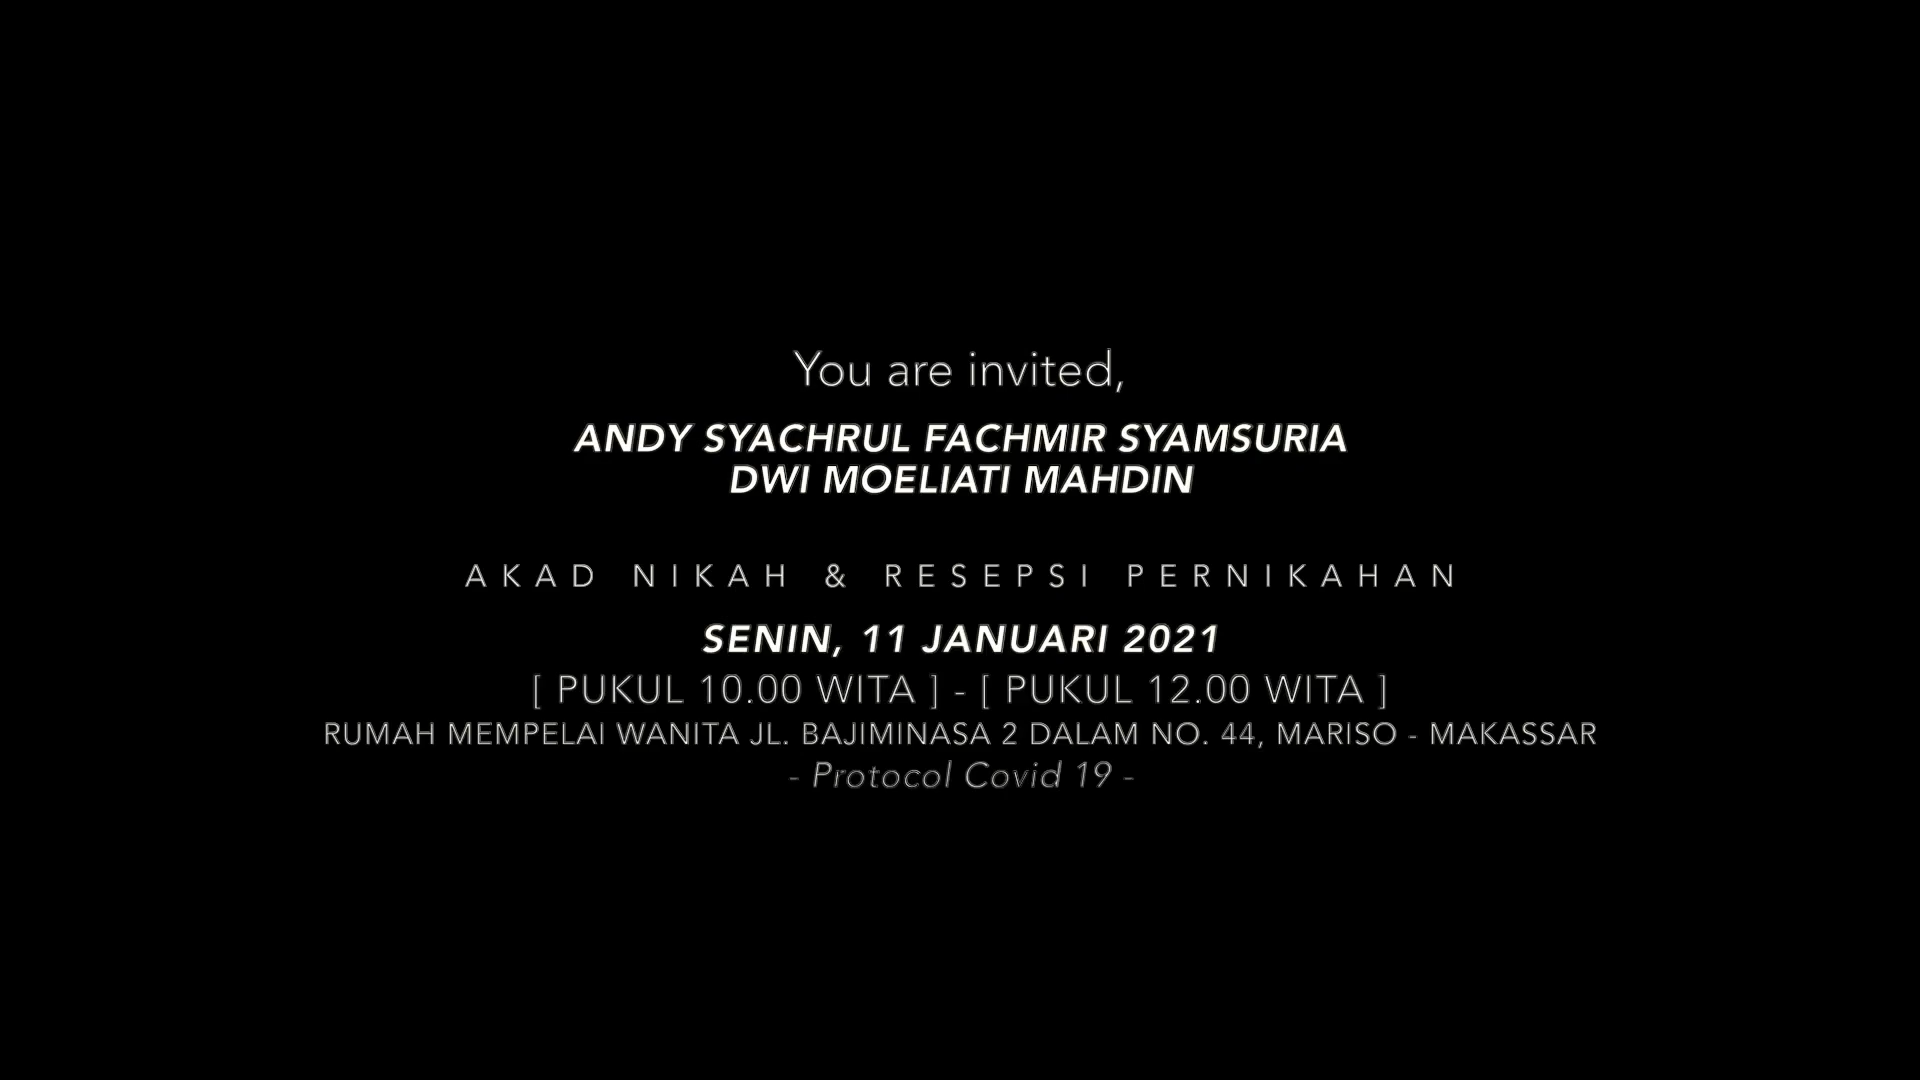 You are invited,
ANDY SYACHRUL FACHMIR SYAMSURIA
DWI MOELIATI MAHDIN
AKAD NIKAH & RESEPSI PERNIKAHAN
SENIN, 11 JANUARI 2021
[ PUKUL 10.00 WITA ] - [ PUKUL 12.00 WITA ]
RUMAH MEMPELAI WANITA JL. BAJIMINASA 2 DALAM NO. 44, MARISO - MAKASSAR
- Protocol Covid 19 -